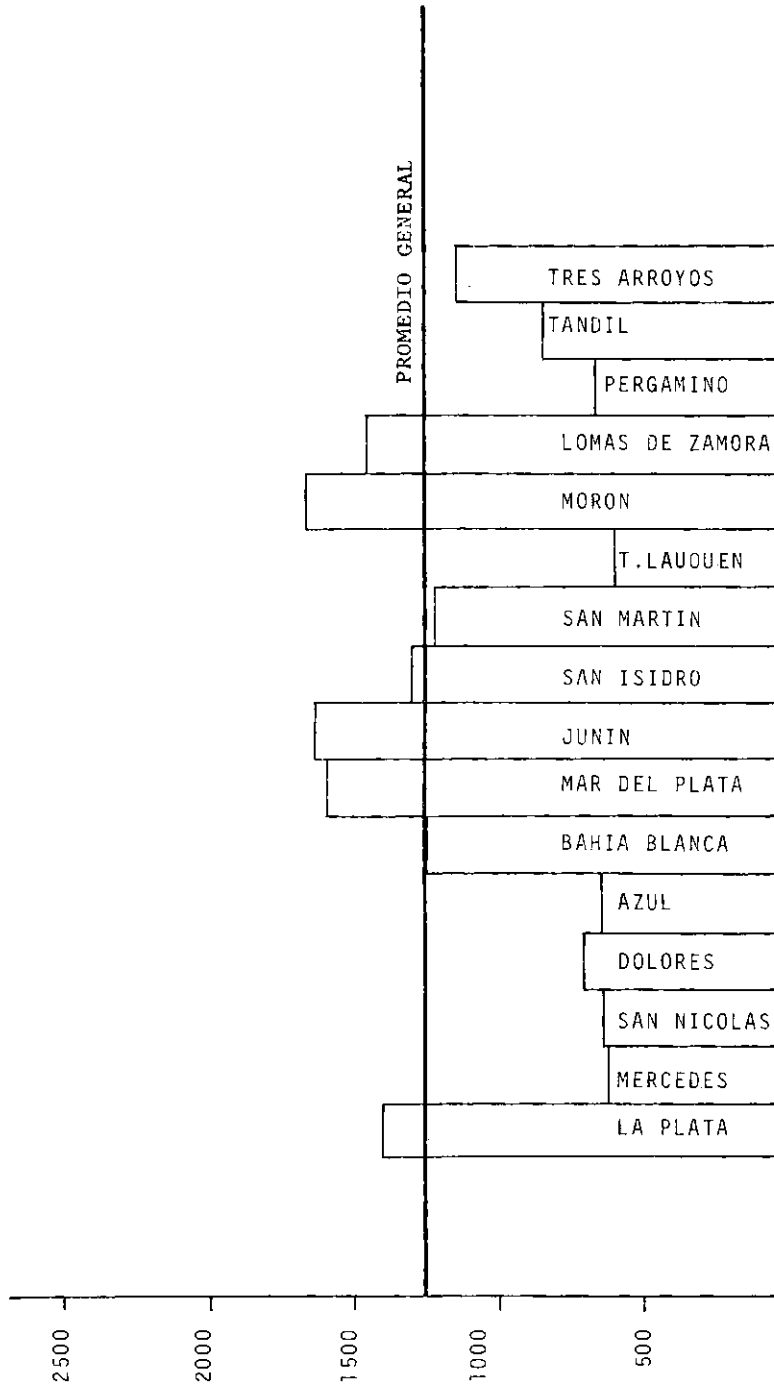 PROMEDIO GENERAL
TRES ARROYOS
TANDIL
PERGAMINO
LOMAS DE ZAMORA
MORON
T.LAUOUEN
SAN MARTIN
SAN ISIDRO
JUNIN
MAR DEL PLATA
BAHIA BLANCA
AZUL
DOLORES
SAN NICOLAS
MERCEDES
LA PLATA
2500
2000
1500
1000
500